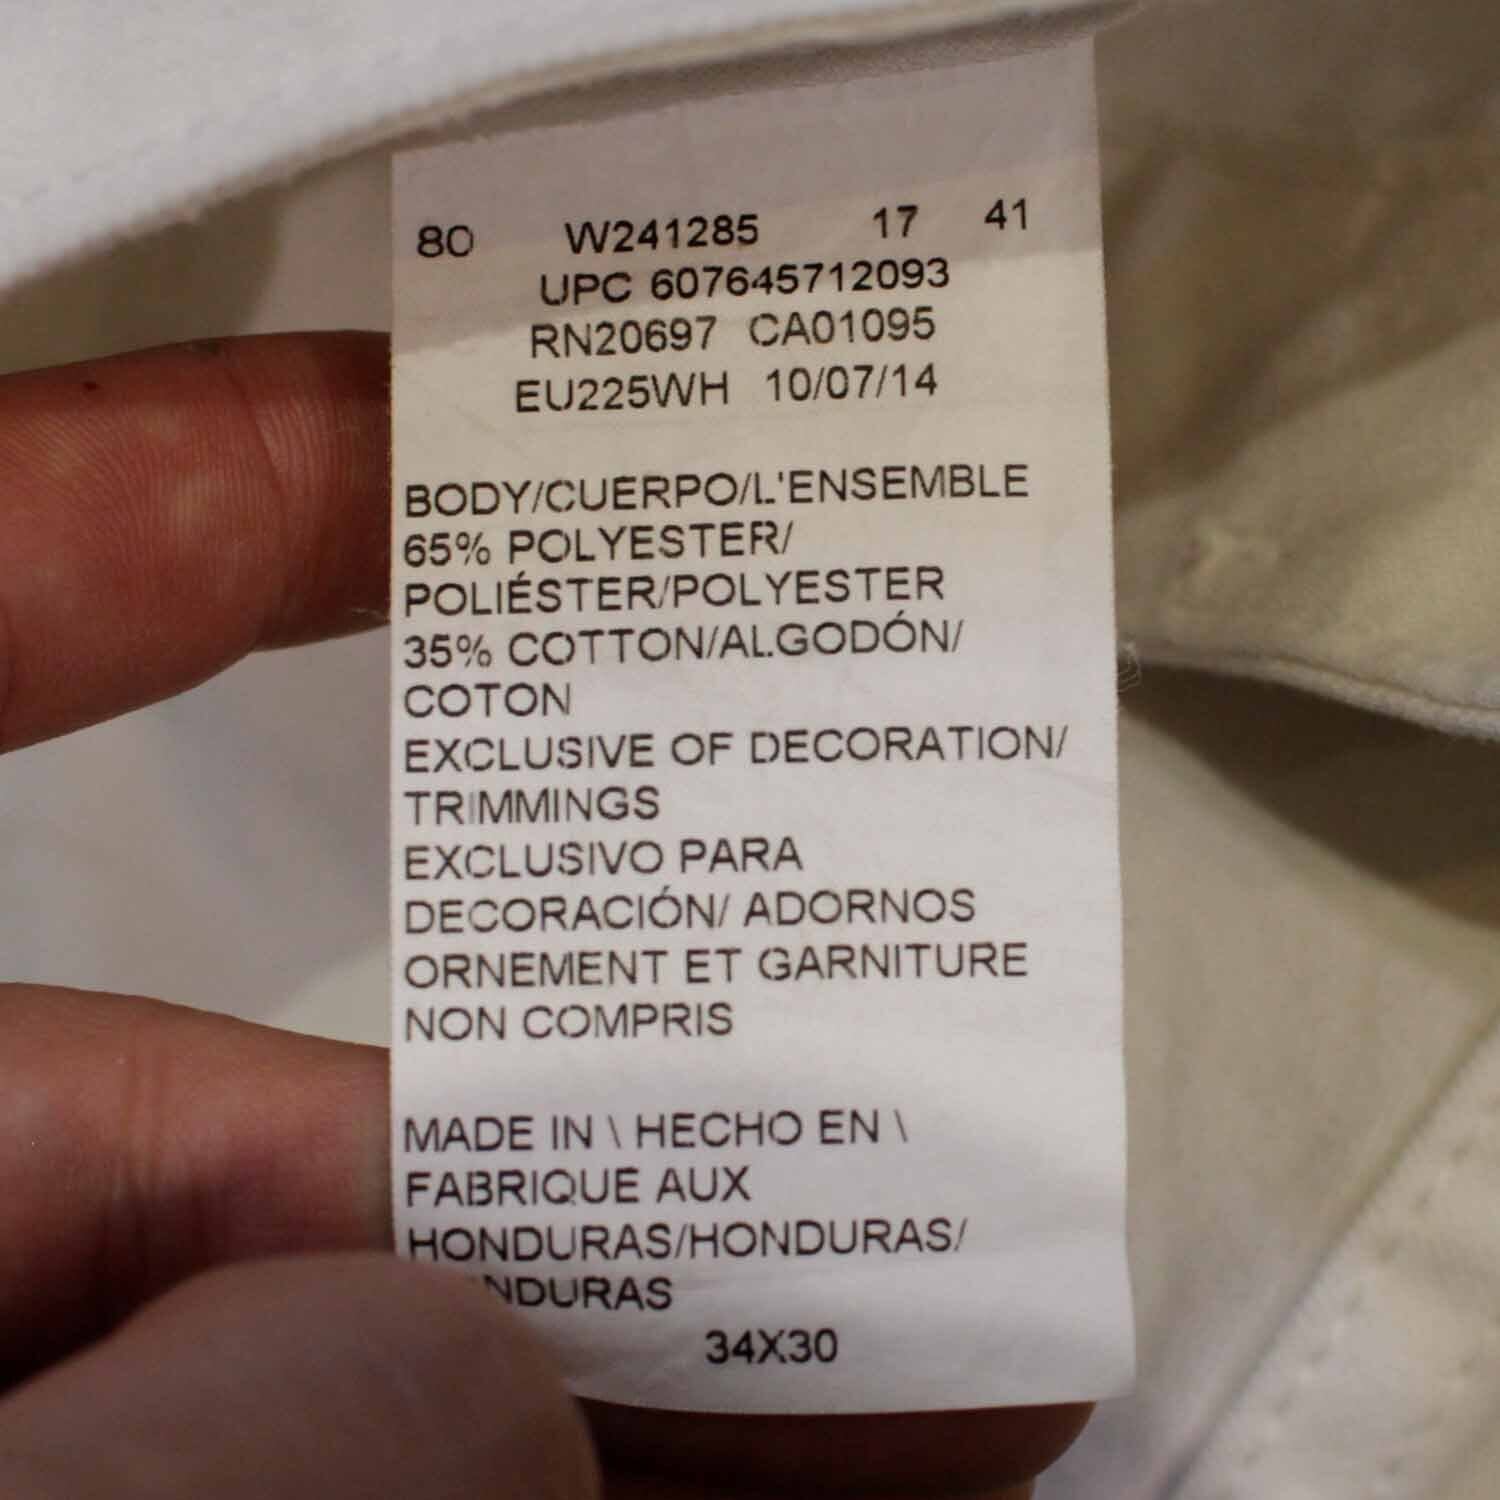 80 W241285 17 41
UPC 607645712093
RN20697 CA01095
EU225WH 10/07/14
BODY/CUERPO/L'ENSEMBLE
65% POLYESTER/
POLIÉSTER/POLYESTER
35% COTTON/ALGODÓN/
COTON
EXCLUSIVE OF DECORATION/
TRIMMINGS
EXCLUSIVO PARA
DECORACIÓN/ ADORNOS
ORNEMENT ET GARNITURE
NON COMPRIS
MADE IN \ HECHO EN \
FABRIQUE AUX
HONDURAS/HONDURAS/
NDURAS
34X30